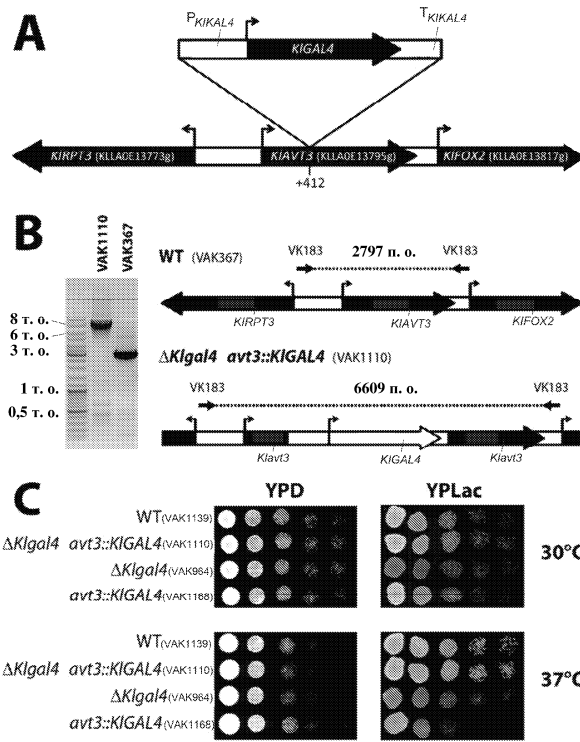 A
PKlKAL4
TKlKAL4
KlGAL4
KlRPT3 (KLLA0E13773g)
KlAVT3 (KLLA0E13795g)
KlFOX2 (KLLA0E13817g)
+412
B
VAK1110
VAK367
8 т. о.
6 т. о.
3 т. о.
1 т. о.
0,5 т. о.
WT (VAK367)
VK183
2797 п. о.
VK183
KlRPT3
KlAVT3
KlFOX2
ΔKlgal4 avt3::KlGAL4 (VAK1110)
VK183
6609 п. о.
VK183
Klavt3
KlGAL4
Klavt3
C
YPD
YPLac
WT(VAK1139)
ΔKlgal4 avt3::KlGAL4(VAK1110)
ΔKlgal4(VAK964)
avt3::KlGAL4(VAK1168)
30°C
WT(VAK1139)
ΔKlgal4 avt3::KlGAL4(VAK1110)
ΔKlgal4(VAK964)
avt3::KlGAL4(VAK1168)
37°C